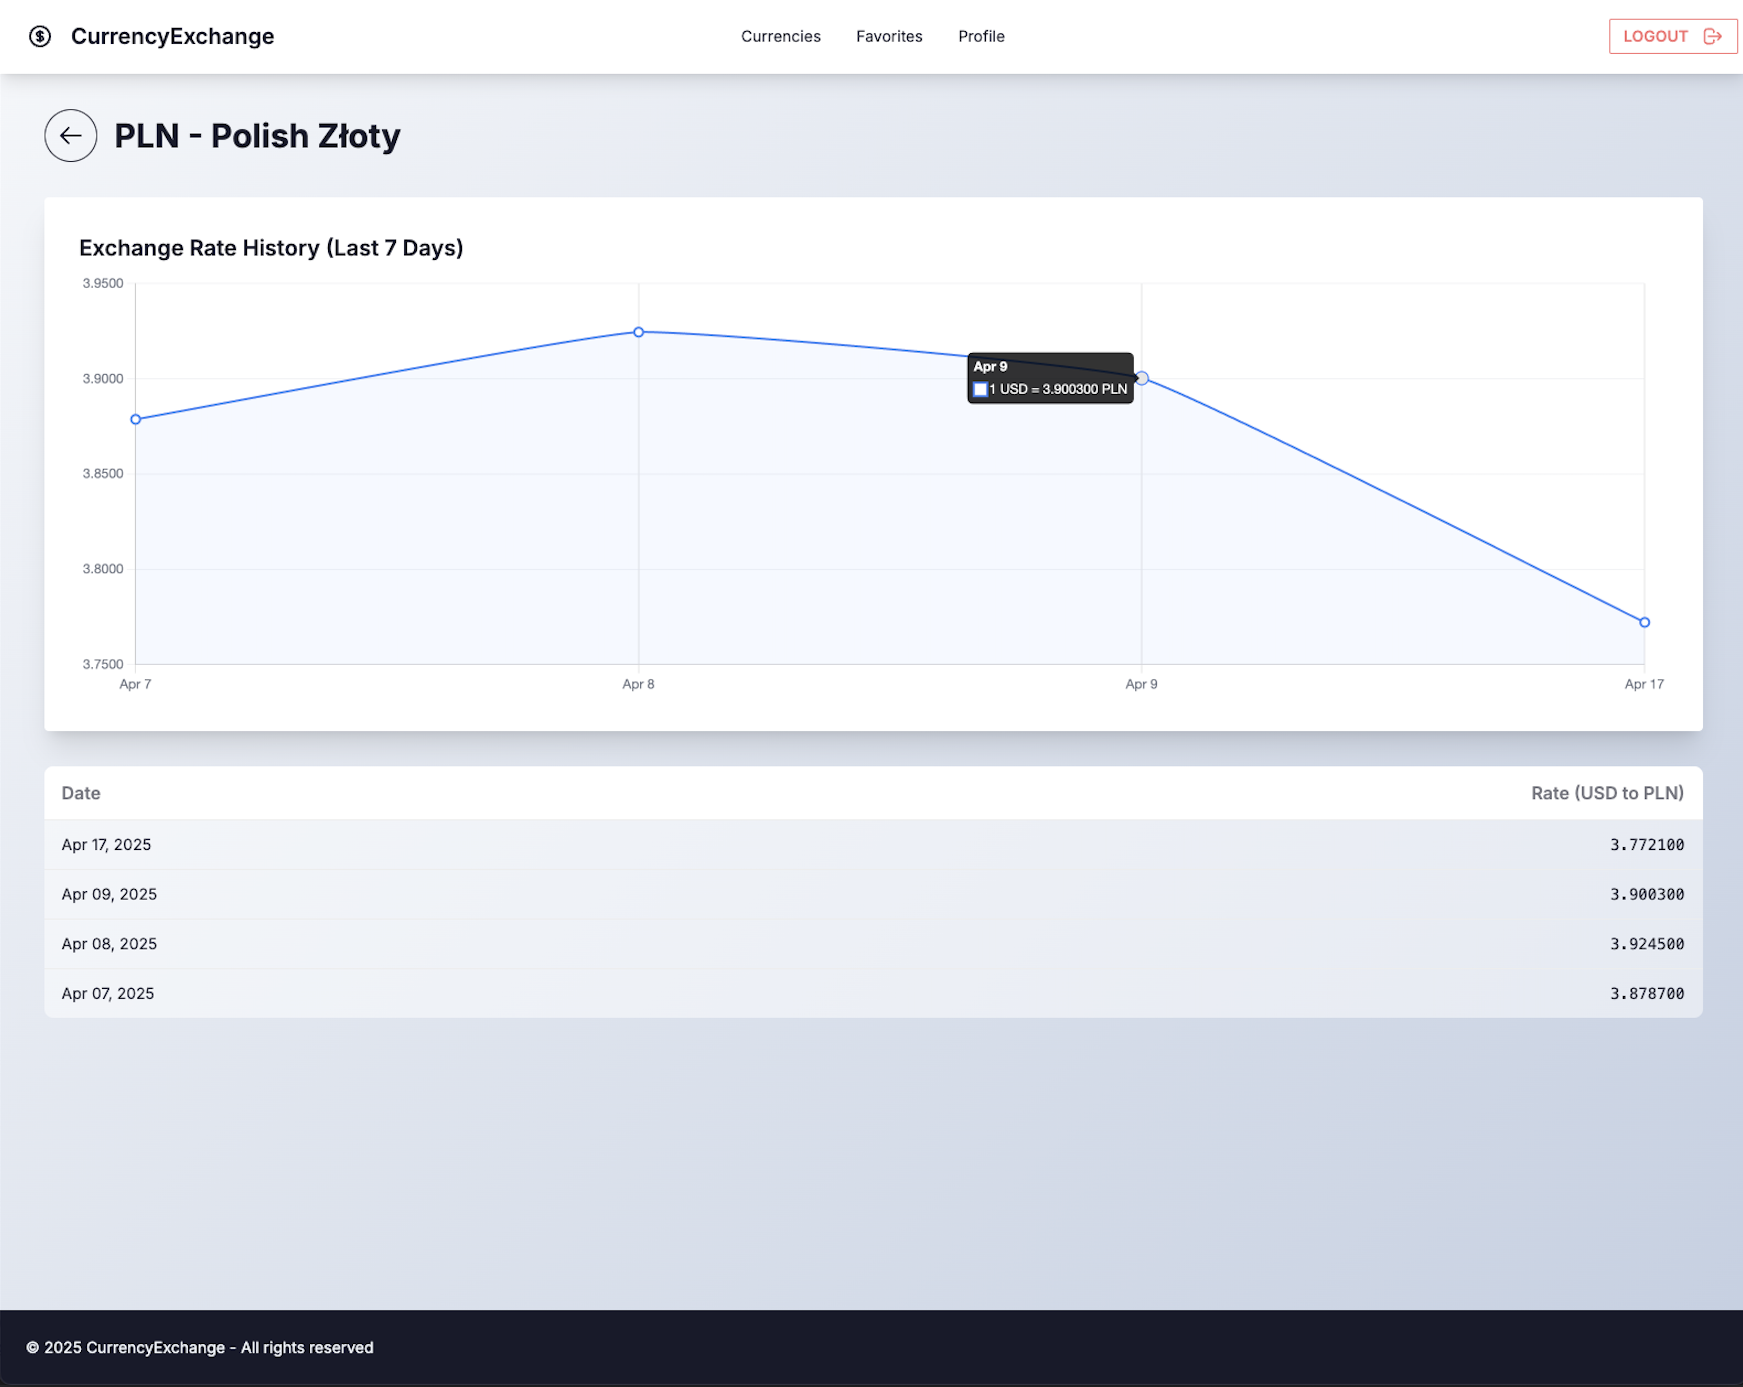 CurrencyExchange
Currencies
Favorites
Profile
LOGOUT
PLN - Polish Złoty
Exchange Rate History (Last 7 Days)
3.9500
3.9000
3.8500
3.8000
3.7500
Apr 9
1 USD = 3.900300 PLN
Apr 7
Apr 8
Apr 9
Apr 17
Date Rate (USD to PLN)
Apr 17, 2025 3.772100
Apr 09, 2025 3.900300
Apr 08, 2025 3.924500
Apr 07, 2025 3.878700
© 2025 CurrencyExchange - All rights reserved